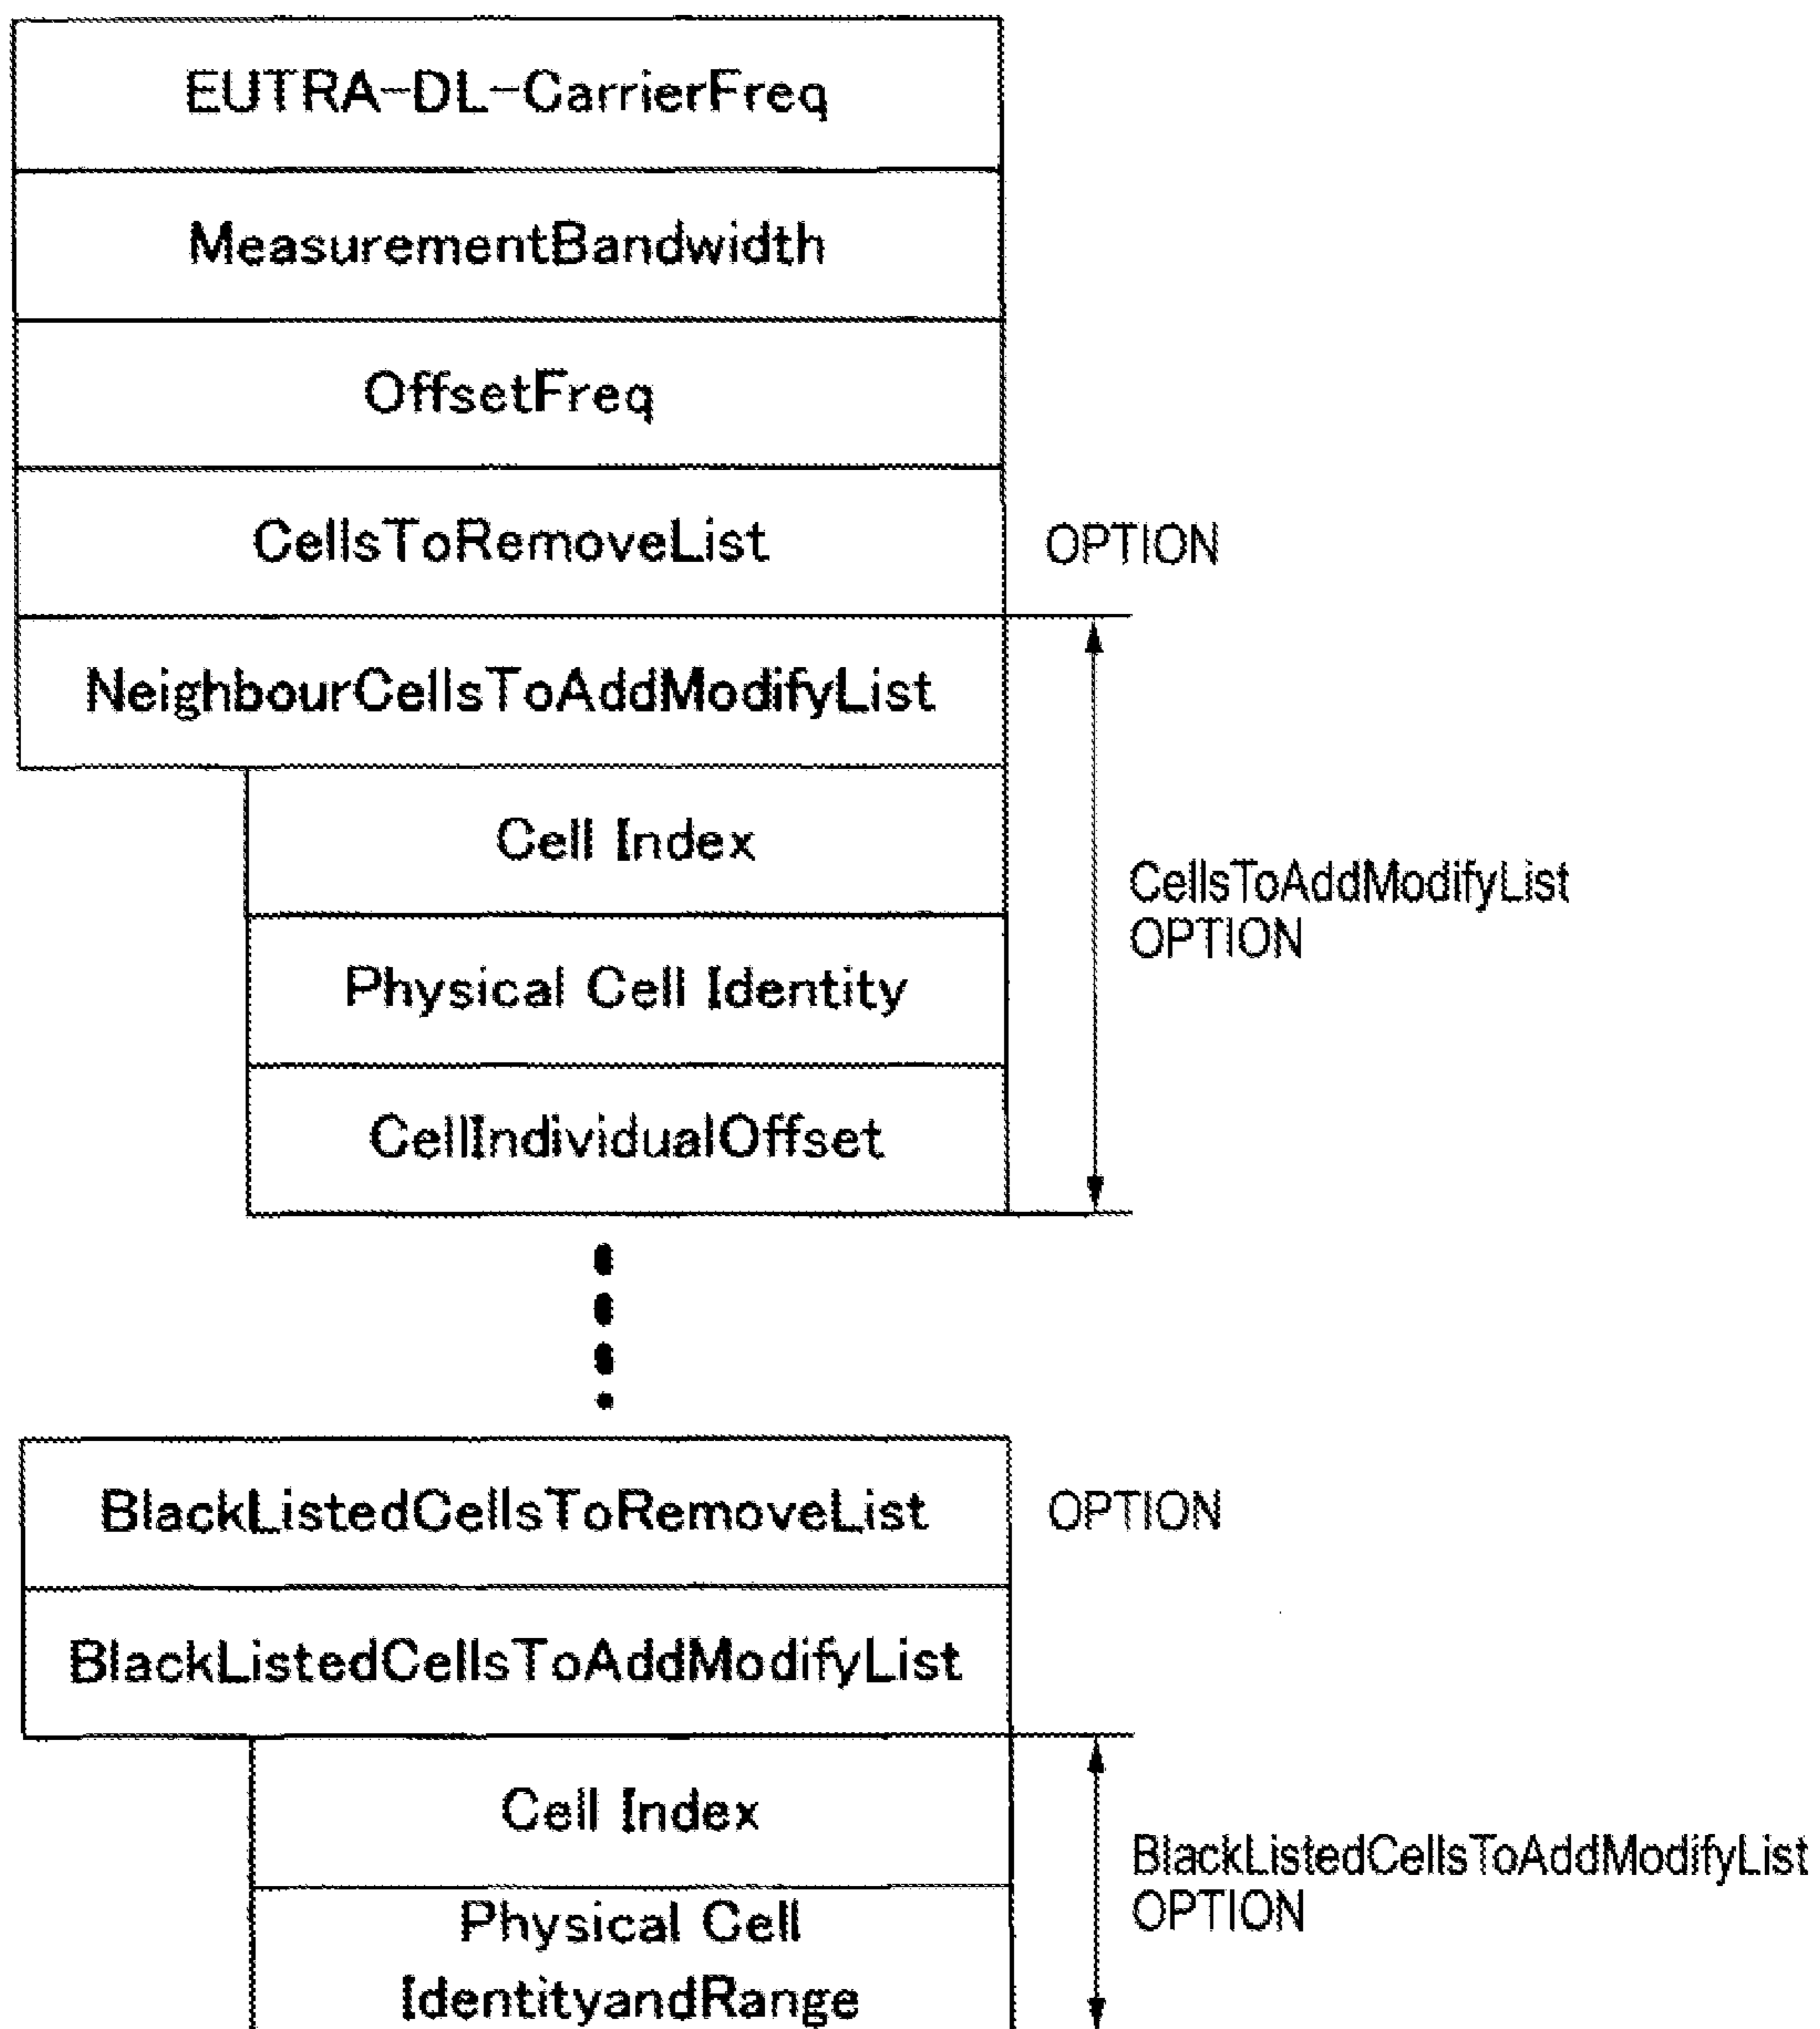 EUTRA-DL-CarrierFreq
MeasurementBandwidth
OffsetFreq
CellsToRemoveList
OPTION
NeighbourCellsToAddModifyList
Cell Index
Physical Cell Identity
CellIndividualOffset
CellsToAddModifyList
OPTION
BlackListedCellsToRemoveList
OPTION
BlackListedCellsToAddModifyList
Cell Index
Physical Cell
IdentityandRange
BlackListedCellsToAddModifyList
OPTION